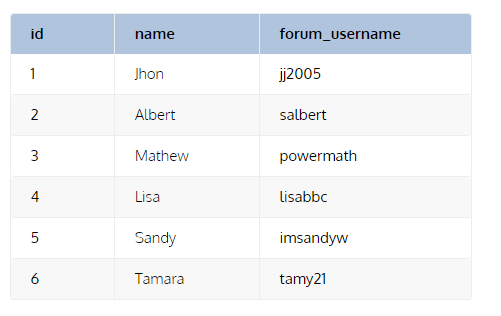 id name forum_username
1 Jhon jj2005
2 Albert salbert
3 Mathew powermath
4 Lisa lisabbc
5 Sandy imsandyw
6 Tamara tamy21